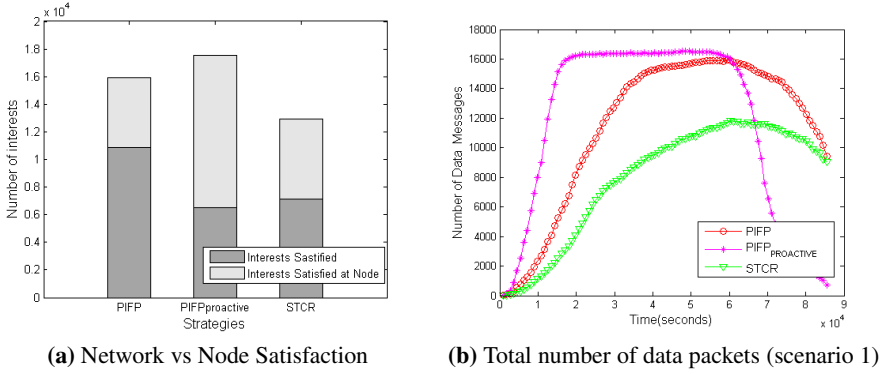 x 10^4
2
1.8
1.6
1.4
1.2
1
0.8
0.6
0.4
0.2
0
Number of interests
Interests Sastified
Interests Satisfied at Node
PIFP
PIFPproactive
STCR
Strategies
(a) Network vs Node Satisfaction
18000
16000
14000
12000
10000
8000
6000
4000
2000
0
Number of Data Messages
PIFP
PIFP_PROACTIVE
STCR
0 1 2 3 4 5 6 7 8 9
Time(seconds)
x 10^4
(b) Total number of data packets (scenario 1)